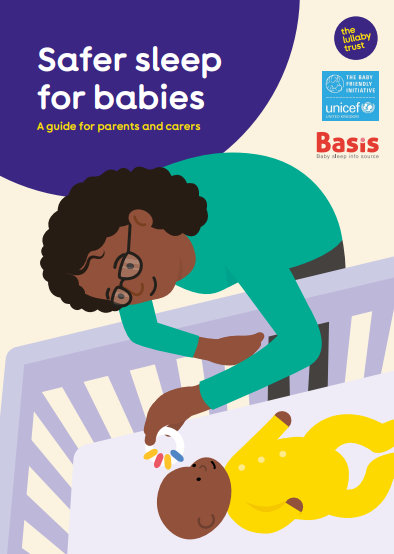 Safer sleep
for babies
A guide for parents and carers
the
lullaby
trust
THE BABY
FRIENDLY
INITIATIVE
unicef
UNITED KINGDOM
Basis
Baby sleep info source